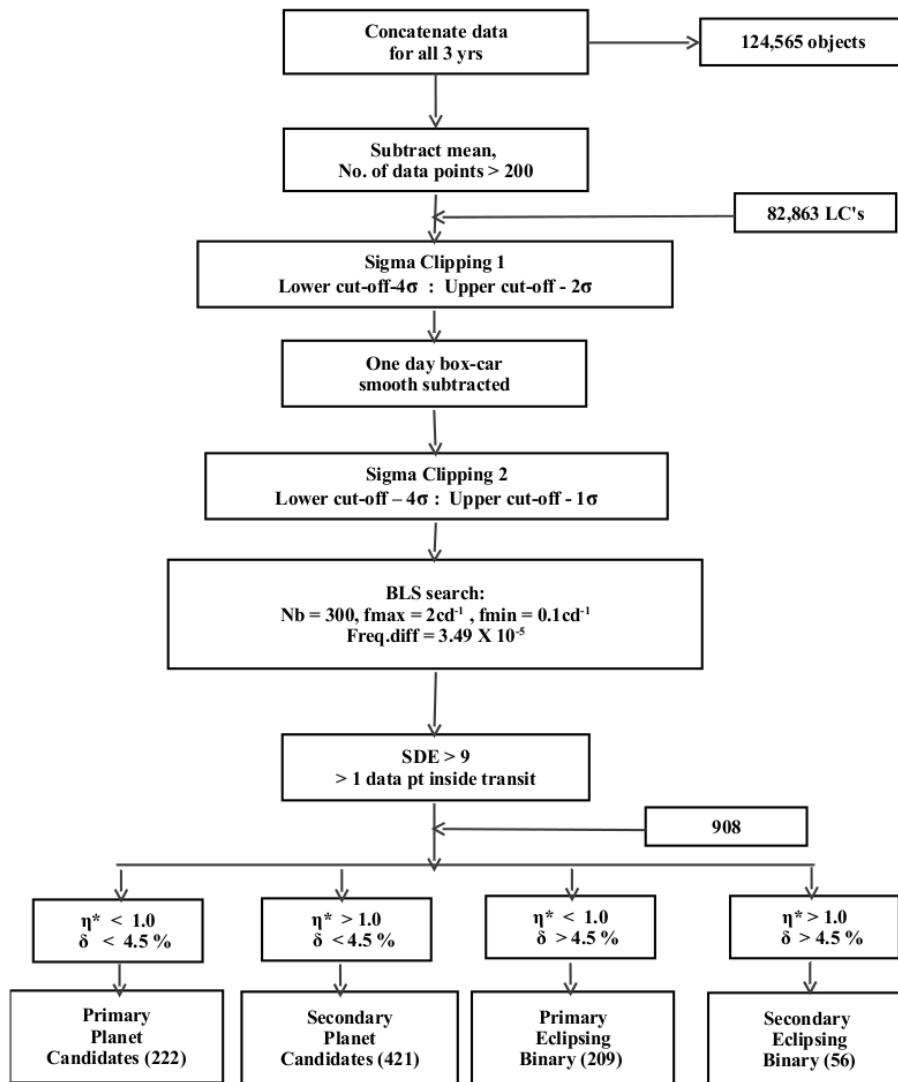 Concatenate data
for all 3 yrs
124,565 objects
Subtract mean,
No. of data points > 200
82,863 LC's
Sigma Clipping 1
Lower cut-off-4σ : Upper cut-off - 2σ
One day box-car
smooth subtracted
Sigma Clipping 2
Lower cut-off – 4σ : Upper cut-off - 1σ
BLS search:
Nb = 300, fmax = 2cd⁻¹ , fmin = 0.1cd⁻¹
Freq.diff = 3.49 X 10⁻⁵
SDE > 9
> 1 data pt inside transit
908
η* < 1.0
δ < 4.5 %
η* > 1.0
δ < 4.5 %
η* < 1.0
δ > 4.5 %
η* > 1.0
δ > 4.5 %
Primary
Planet
Candidates (222)
Secondary
Planet
Candidates (421)
Primary
Eclipsing
Binary (209)
Secondary
Eclipsing
Binary (56)